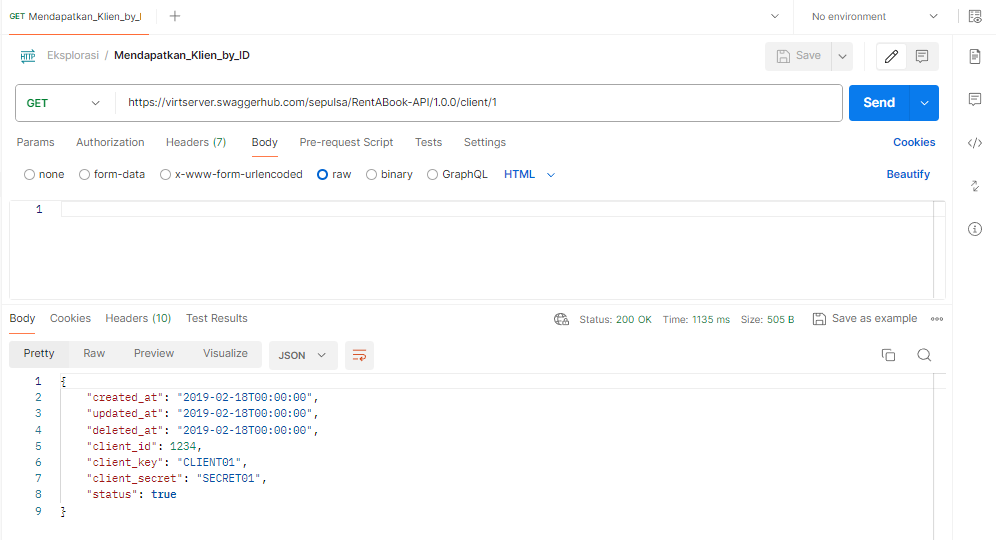 GET Mendapatkan_Klien_by_I
No environment
HTTP Eksplorasi / Mendapatkan_Klien_by_ID
Save
GET https://virtserver.swaggerhub.com/sepulsa/RentABook-API/1.0.0/client/1 Send
Params Authorization Headers (7) Body Pre-request Script Tests Settings Cookies
none form-data x-www-form-urlencoded raw binary GraphQL HTML Beautify
1
Body Cookies Headers (10) Test Results Status: 200 OK Time: 1135 ms Size: 505 B Save as example
Pretty Raw Preview Visualize JSON
1 {
2 "created_at": "2019-02-18T00:00:00",
3 "updated_at": "2019-02-18T00:00:00",
4 "deleted_at": "2019-02-18T00:00:00",
5 "client_id": 1234,
6 "client_key": "CLIENT01",
7 "client_secret": "SECRET01",
8 "status": true
9 }